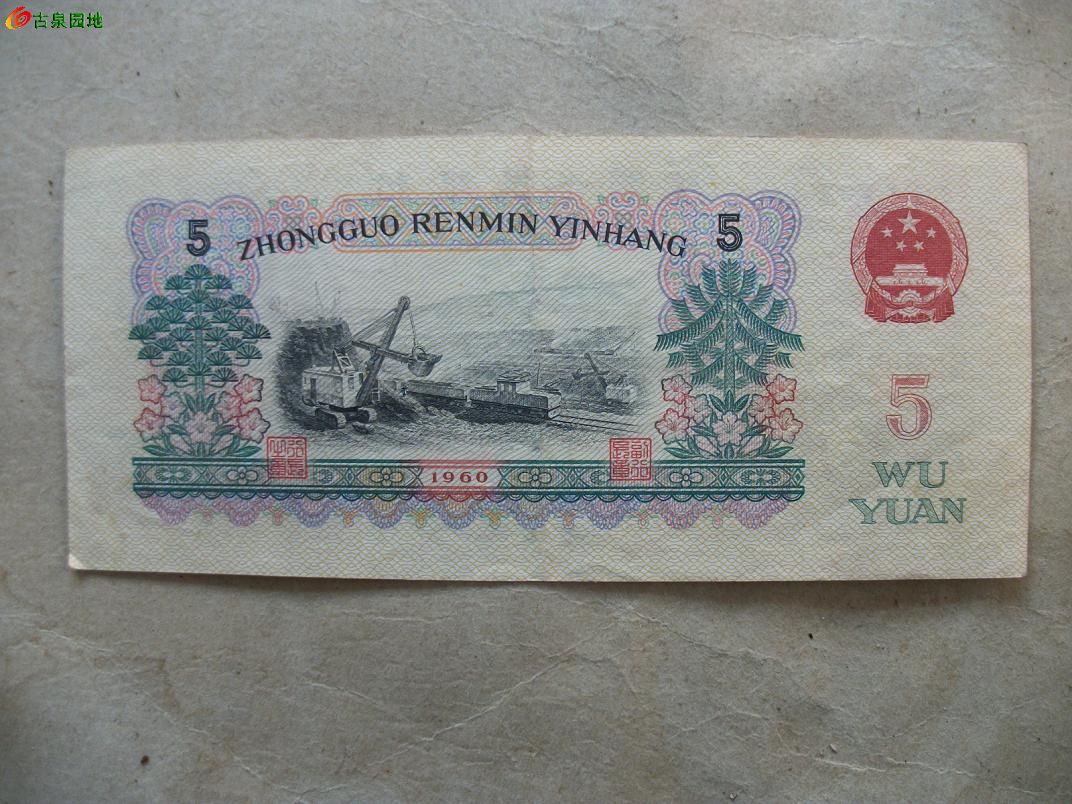 古泉园地
5 ZHONGGUO RENMIN YINHANG 5
5
1960
WU
YUAN